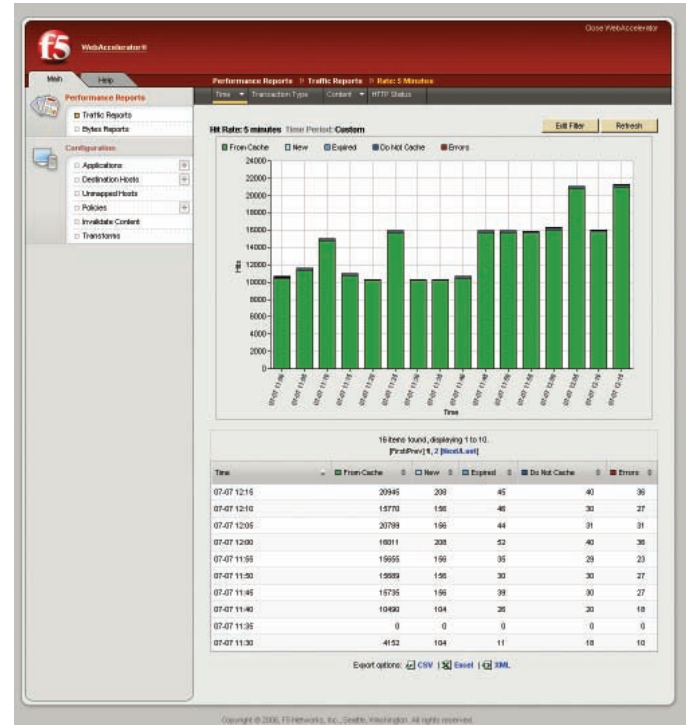 Close WebAccelerator
f5
WebAccelerator®
Main
Help
Performance Reports » Traffic Reports » Rate: 5 Minutes
Time
Transaction Type
Content
HTTP Status
Performance Reports
Traffic Reports
Bytes Reports
Configuration
Applications
Destination Hosts
Unmapped Hosts
Policies
Invalidate Content
Transforms
Hit Rate: 5 minutes Time Period: Custom
Edit Filter
Refresh
From Cache New Expired Do Not Cache Errors
24000
22000
20000
18000
16000
14000
12000
10000
8000
6000
4000
2000
0
Hits
Time
16 items found, displaying 1 to 10.
[First/Prev] 1, 2 [Next/Last]
Time From Cache New Expired Do Not Cache Errors
07-07 12:15 20945 208 45 40 36
07-07 12:10 15770 156 46 30 27
07-07 12:05 20799 156 44 31 31
07-07 12:00 16011 208 52 40 36
07-07 11:55 15655 156 35 29 23
07-07 11:50 15689 156 30 30 27
07-07 11:45 15735 156 39 30 27
07-07 11:40 10490 104 26 20 18
07-07 11:35 0 0 0 0 0
07-07 11:30 4152 104 11 18 10
Export options: CSV | Excel | XML
Copyright © 2006, F5 Networks, Inc., Seattle, Washington. All rights reserved.